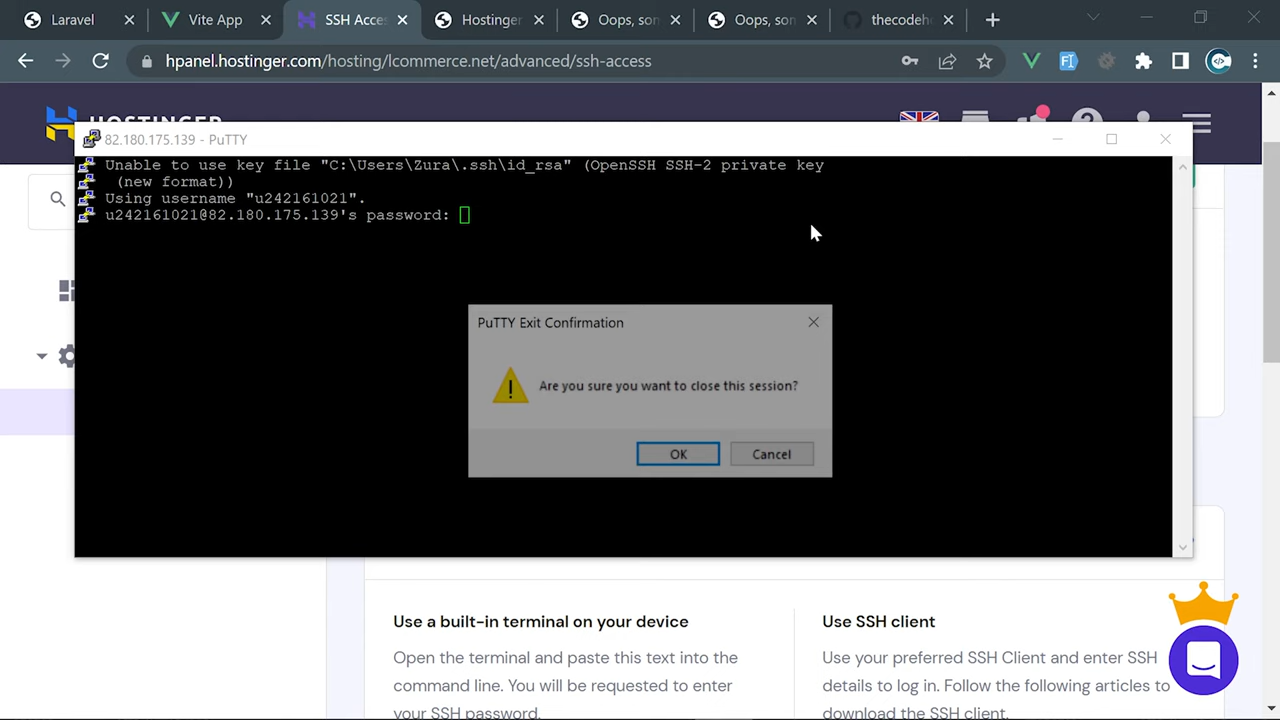 Laravel
Vite App
SSH Acce
Hostinger
Oops, son
Oops, son
thecodeho
hpanel.hostinger.com/hosting/lcommerce.net/advanced/ssh-access
82.180.175.139 - PuTTY
Unable to use key file "C:\Users\Zura\.ssh\id_rsa" (OpenSSH SSH-2 private key
(new format))
Using username "u242161021".
u242161021@82.180.175.139's password:
PuTTY Exit Confirmation
Are you sure you want to close this session?
OK
Cancel
Use a built-in terminal on your device
Open the terminal and paste this text into the
command line. You will be requested to enter
your SSH password.
Use SSH client
Use your preferred SSH Client and enter SSH
details to log in. Follow the following articles to
download the SSH client.